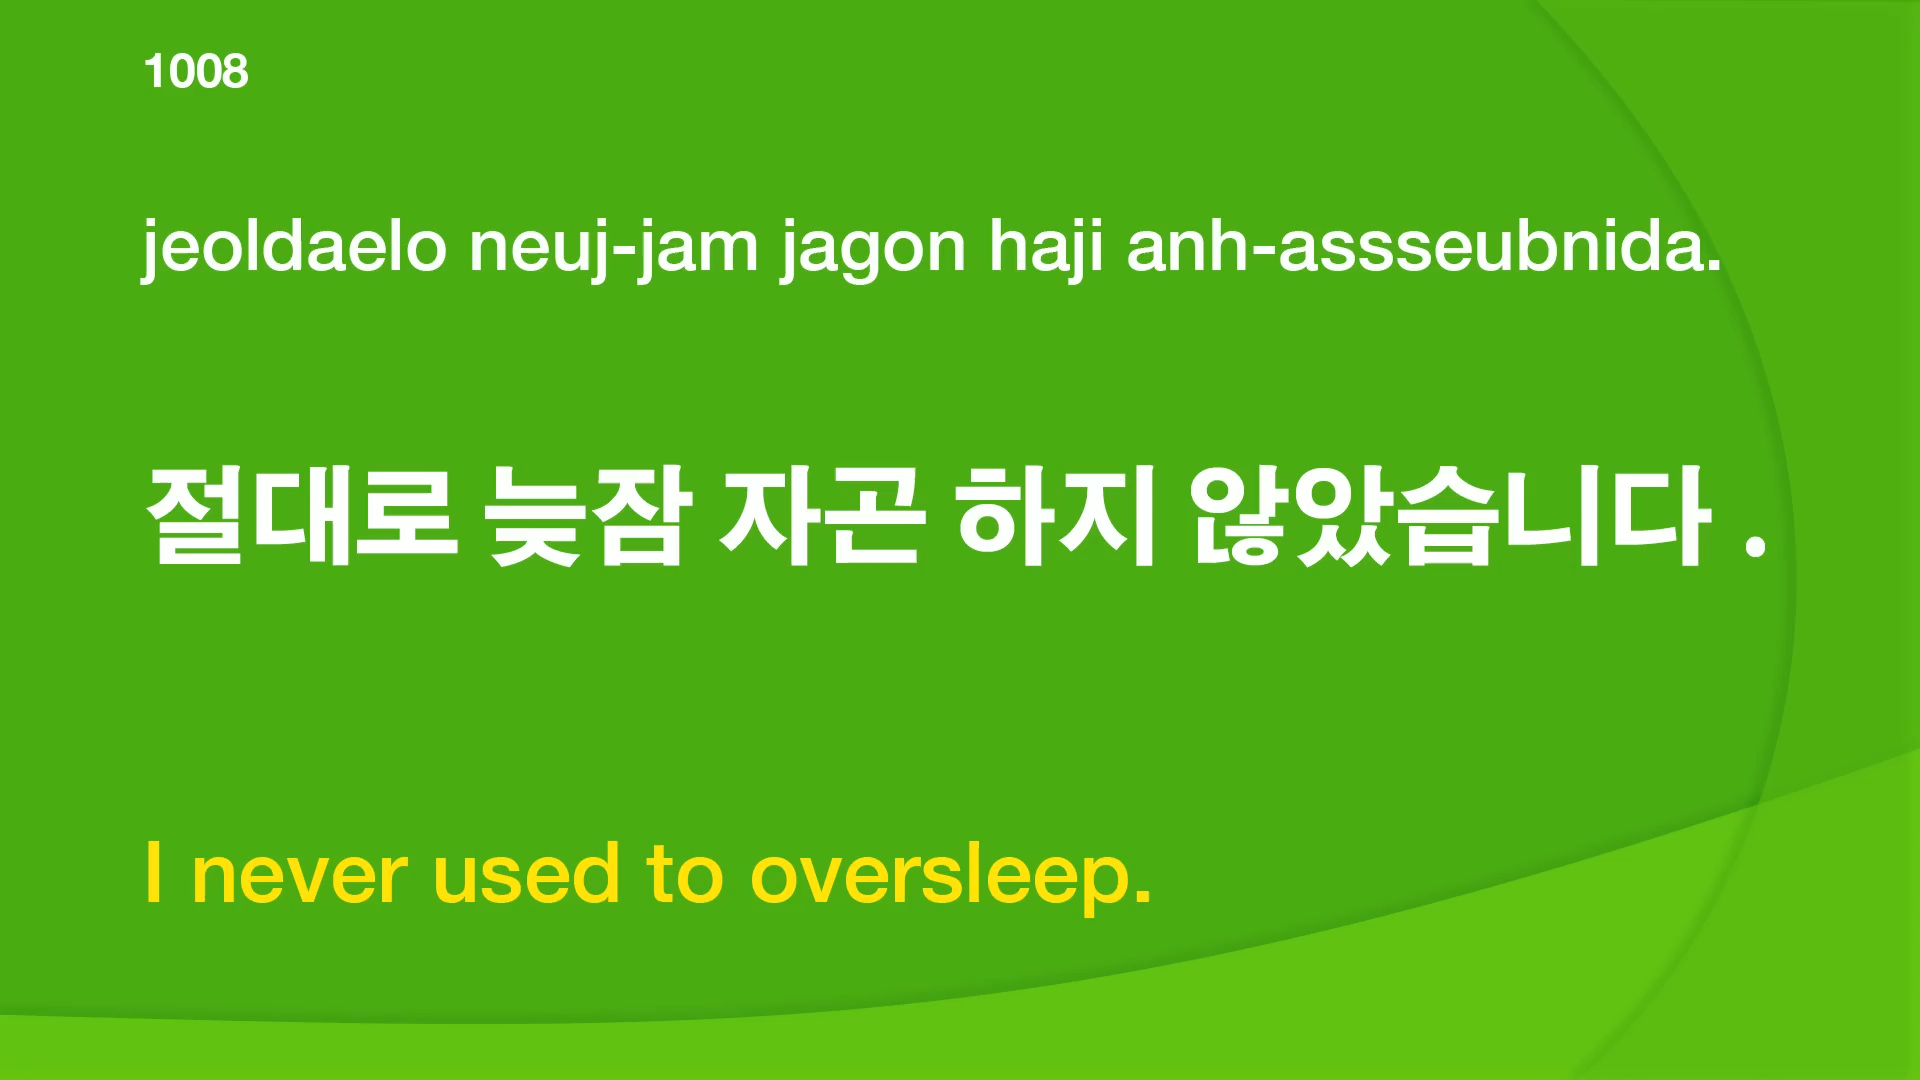 1008
jeoldaelo neuj-jam jagon haji anh-assseubnida.
절대로 늦잠 자곤 하지 않았습니다 .
I never used to oversleep.